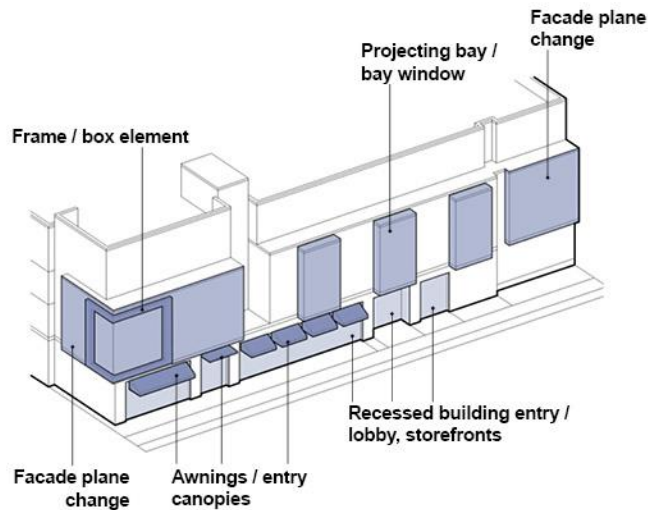 Facade plane
change
Projecting bay /
bay window
Frame / box element
Recessed building entry /
lobby, storefronts
Facade plane
change
Awnings / entry
canopies